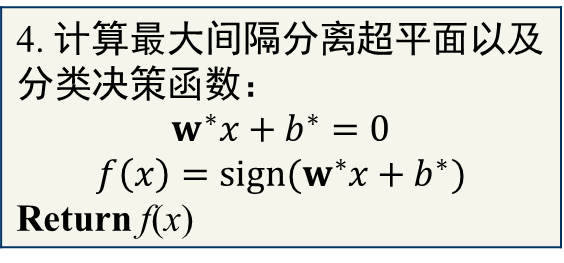 4. 计算最大间隔分离超平面以及
分类决策函数：
w*x + b* = 0
f(x) = sign(w*x + b*)
Return f(x)